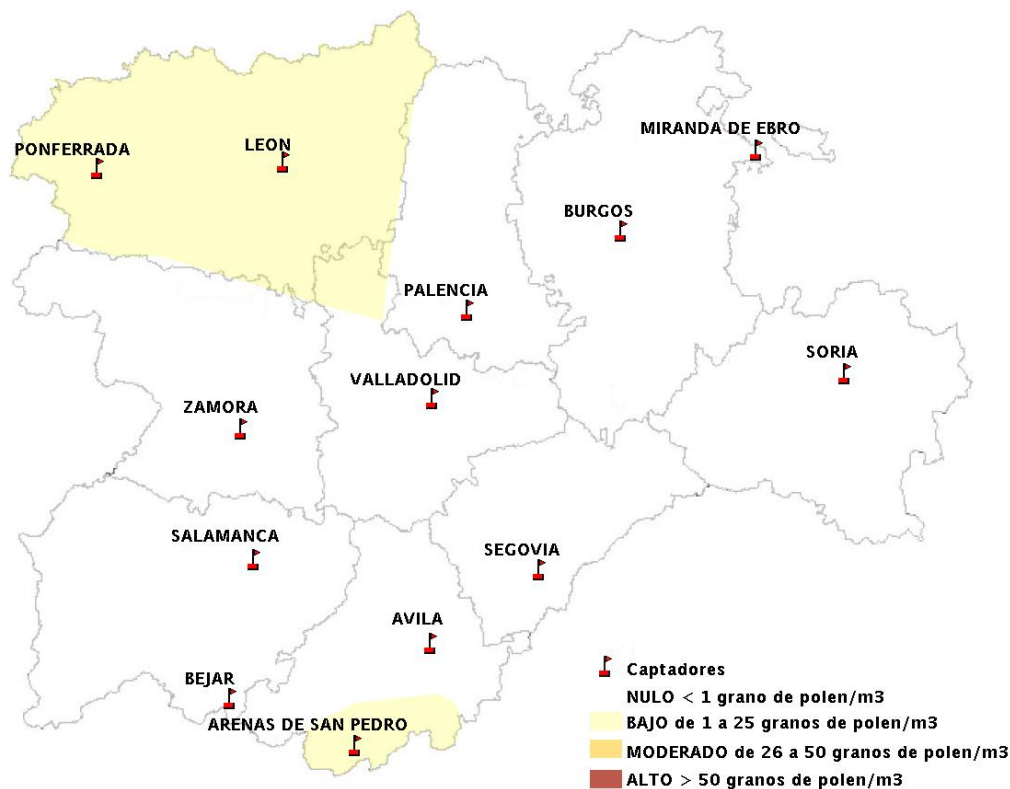 MIRANDA DE EBRO
PONFERRADA
LEON
BURGOS
PALENCIA
SORIA
VALLADOLID
ZAMORA
SALAMANCA
SEGOVIA
AVILA
BEJAR
ARENAS DE SAN PEDRO
Captadores
NULO < 1 grano de polen/m3
BAJO de 1 a 25 granos de polen/m3
MODERADO de 26 a 50 granos de polen/m3
ALTO > 50 granos de polen/m3